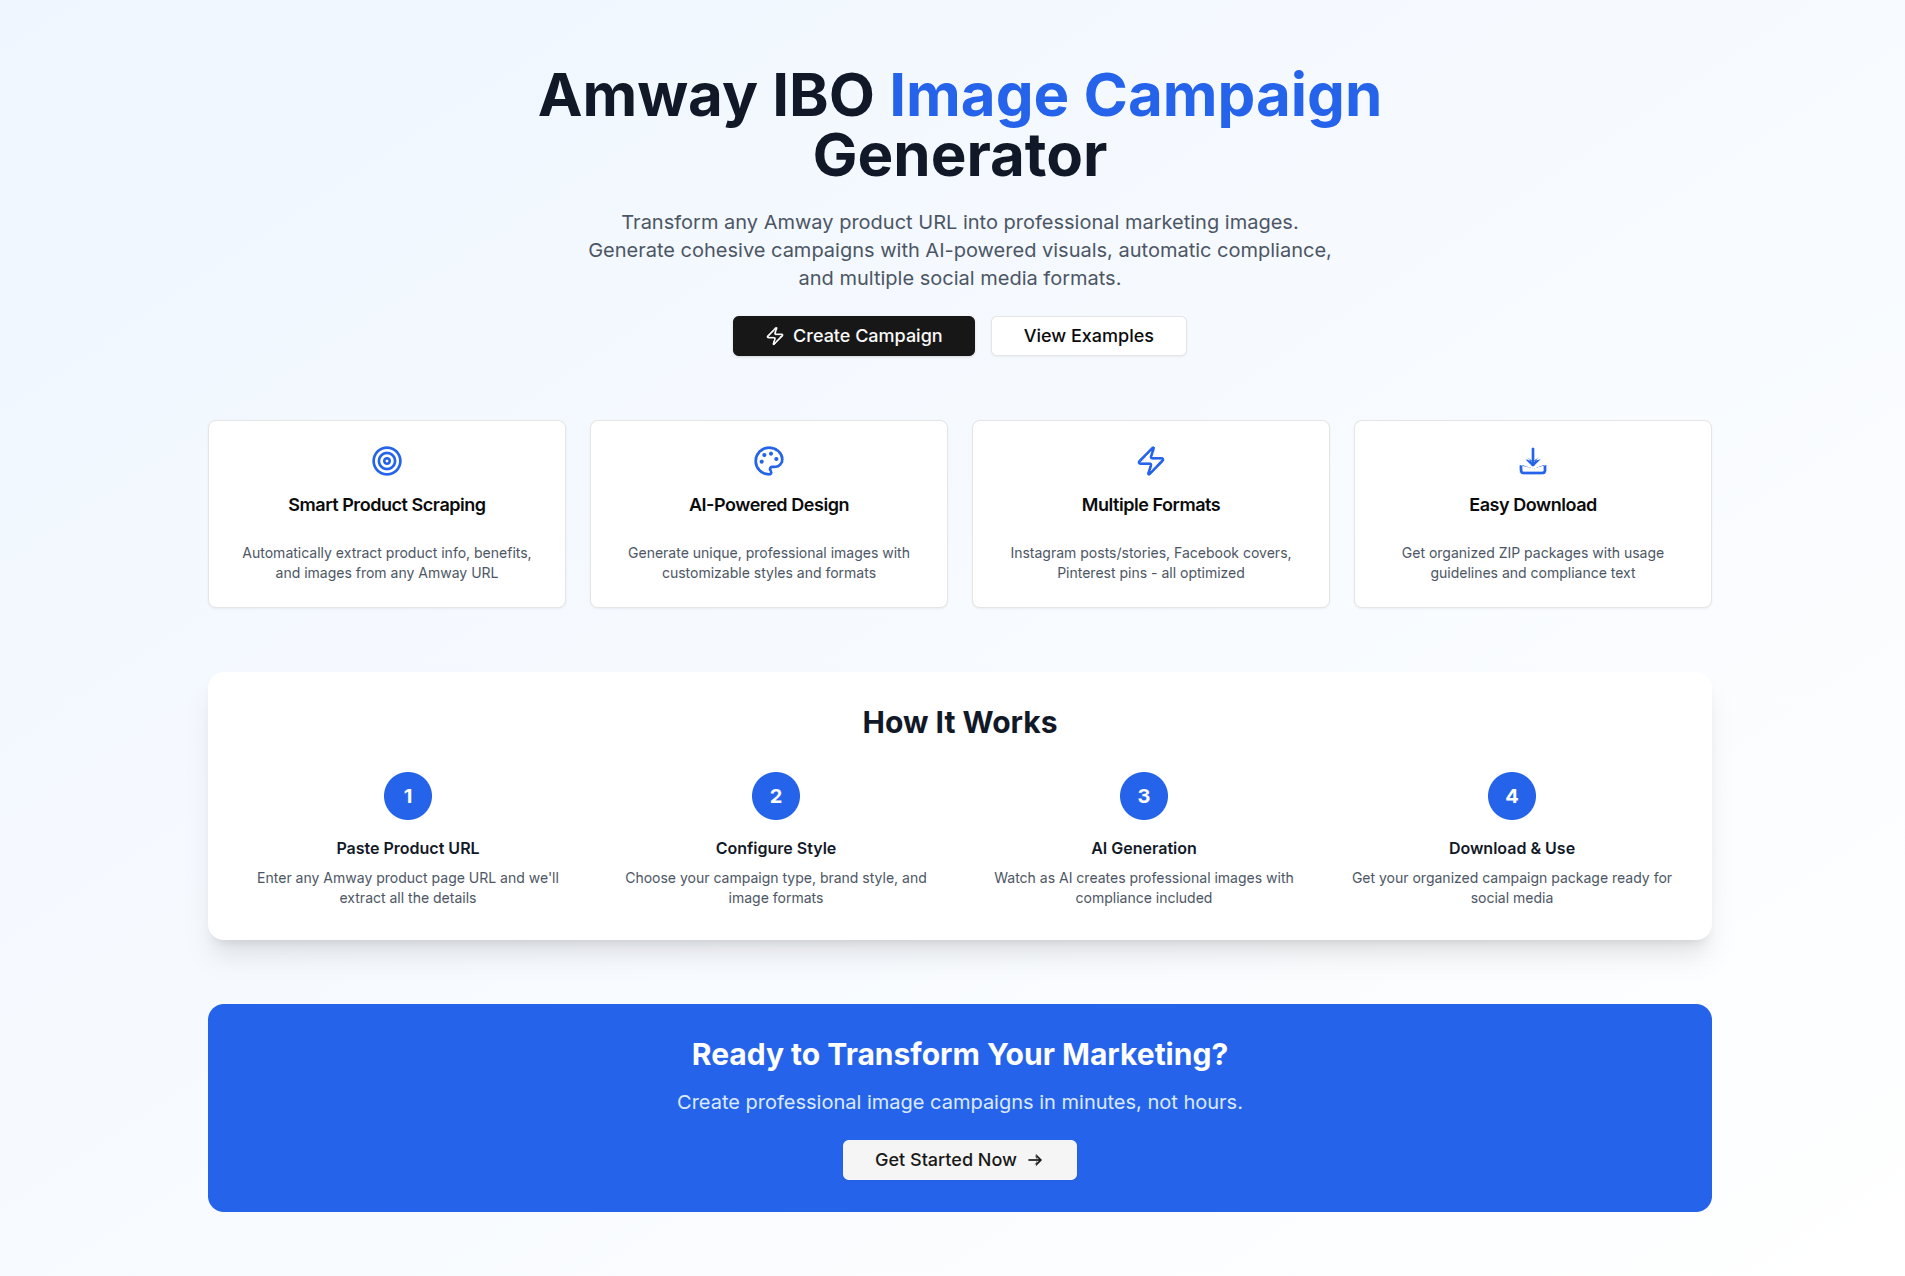 Amway IBO Image Campaign
Generator
Transform any Amway product URL into professional marketing images.
Generate cohesive campaigns with AI-powered visuals, automatic compliance,
and multiple social media formats.
Create Campaign
View Examples
Smart Product Scraping
Automatically extract product info, benefits,
and images from any Amway URL
AI-Powered Design
Generate unique, professional images with
customizable styles and formats
Multiple Formats
Instagram posts/stories, Facebook covers,
Pinterest pins - all optimized
Easy Download
Get organized ZIP packages with usage
guidelines and compliance text
How It Works
1
Paste Product URL
Enter any Amway product page URL and we'll
extract all the details
2
Configure Style
Choose your campaign type, brand style, and
image formats
3
AI Generation
Watch as AI creates professional images with
compliance included
4
Download & Use
Get your organized campaign package ready for
social media
Ready to Transform Your Marketing?
Create professional image campaigns in minutes, not hours.
Get Started Now